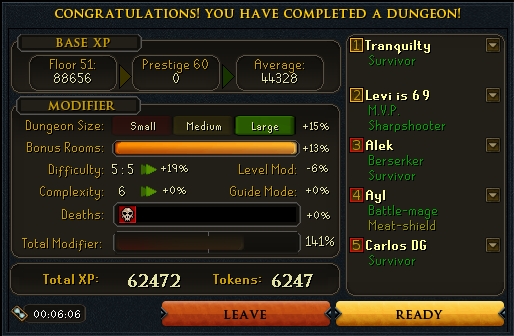 CONGRATULATIONS! YOU HAVE COMPLETED A DUNGEON!
BASE XP
Floor 51: 88656
Prestige 60 0
Average: 44328
MODIFIER
Dungeon Size: Small Medium Large +15%
Bonus Rooms: +13%
Difficulty: 5 : 5 +19% Level Mod: -6%
Complexity: 6 +0% Guide Mode: +0%
Deaths: +0%
Total Modifier: 141%
Total XP: 62472 Tokens: 6247
1 Tranquility
Survivor
2 Levi is 69
M.V.P.
Sharpshooter
3 Alek
Berserker
Survivor
4 Ayl
Battle-mage
Meat-shield
5 Carlos DG
Survivor
00:06:06
LEAVE
READY